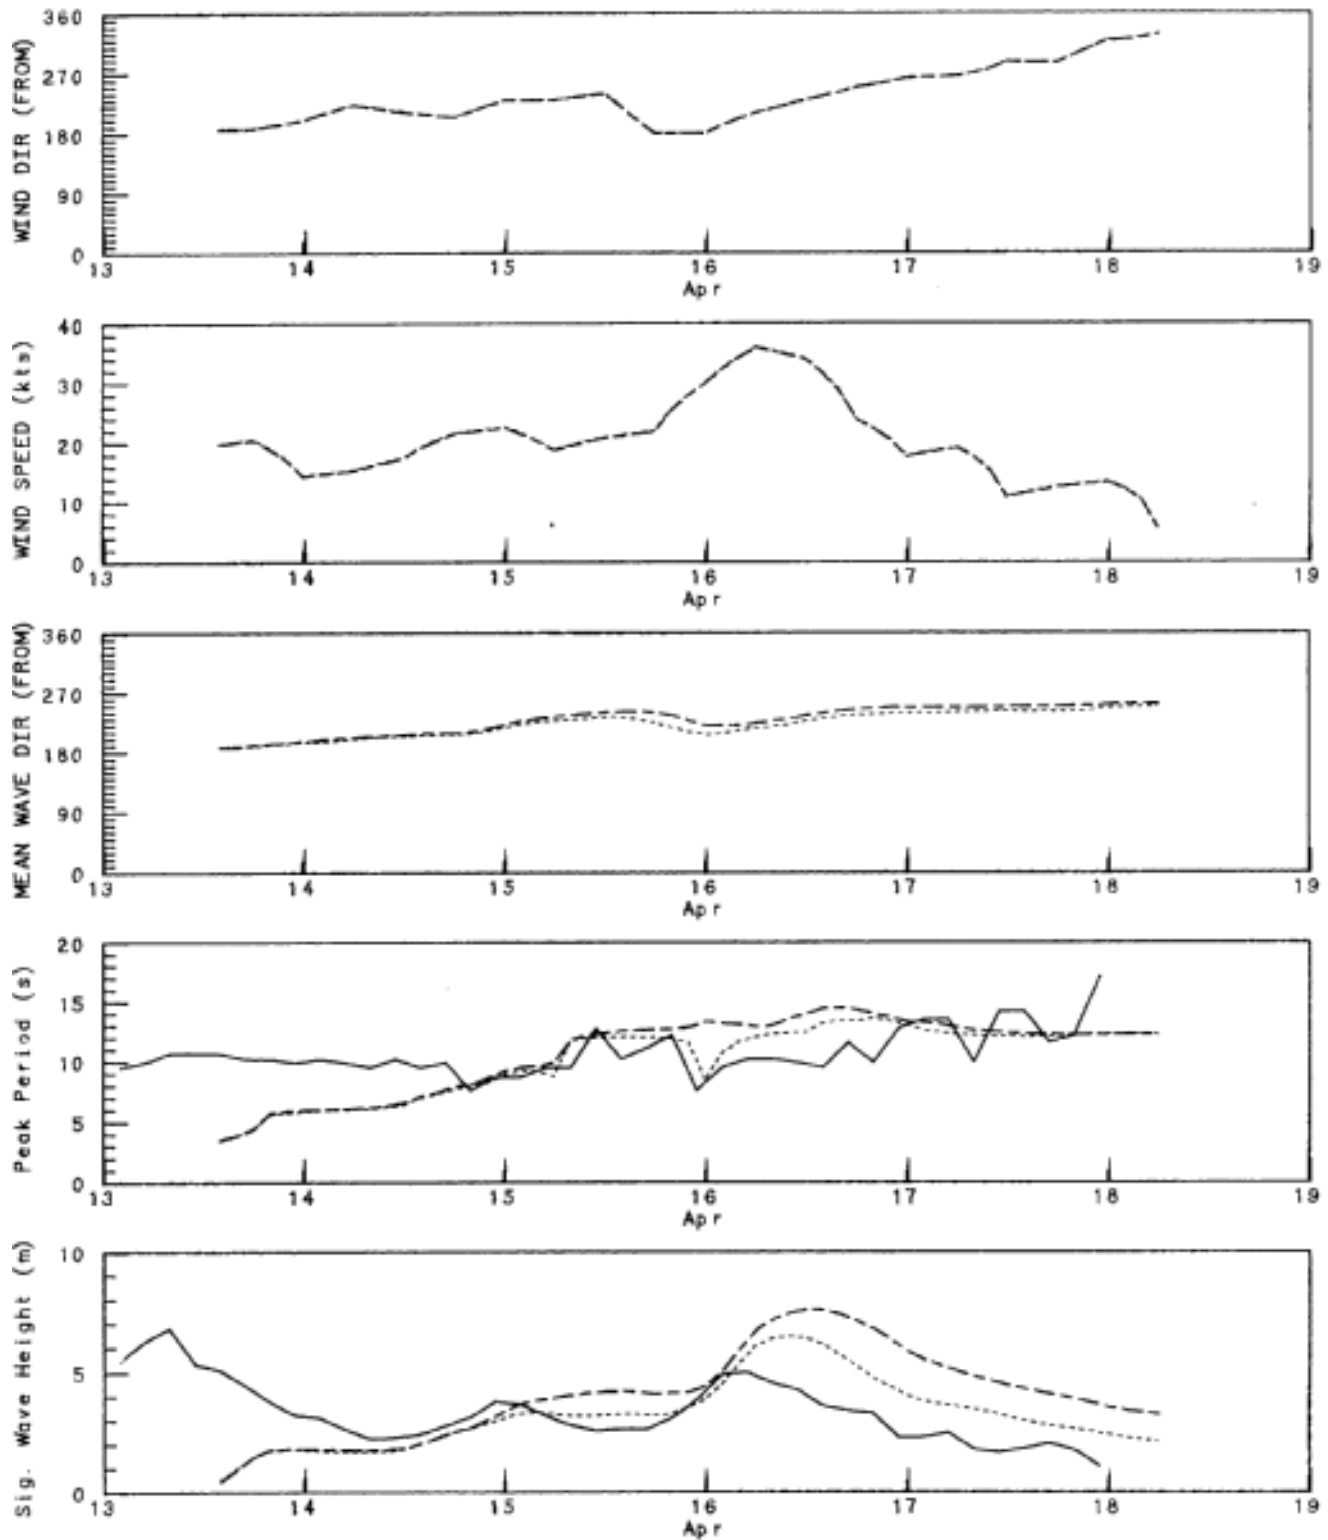 WIND DIR (FROM)
360
270
180
90
0
13 14 15 16 17 18 19
Apr
WIND SPEED (kts)
40
30
20
10
0
13 14 15 16 17 18 19
Apr
MEAN WAVE DIR (FROM)
360
270
180
90
0
13 14 15 16 17 18 19
Apr
Peak Period (s)
20
15
10
5
0
13 14 15 16 17 18 19
Apr
Sig. Wave Height (m)
10
5
0
13 14 15 16 17 18 19
Apr